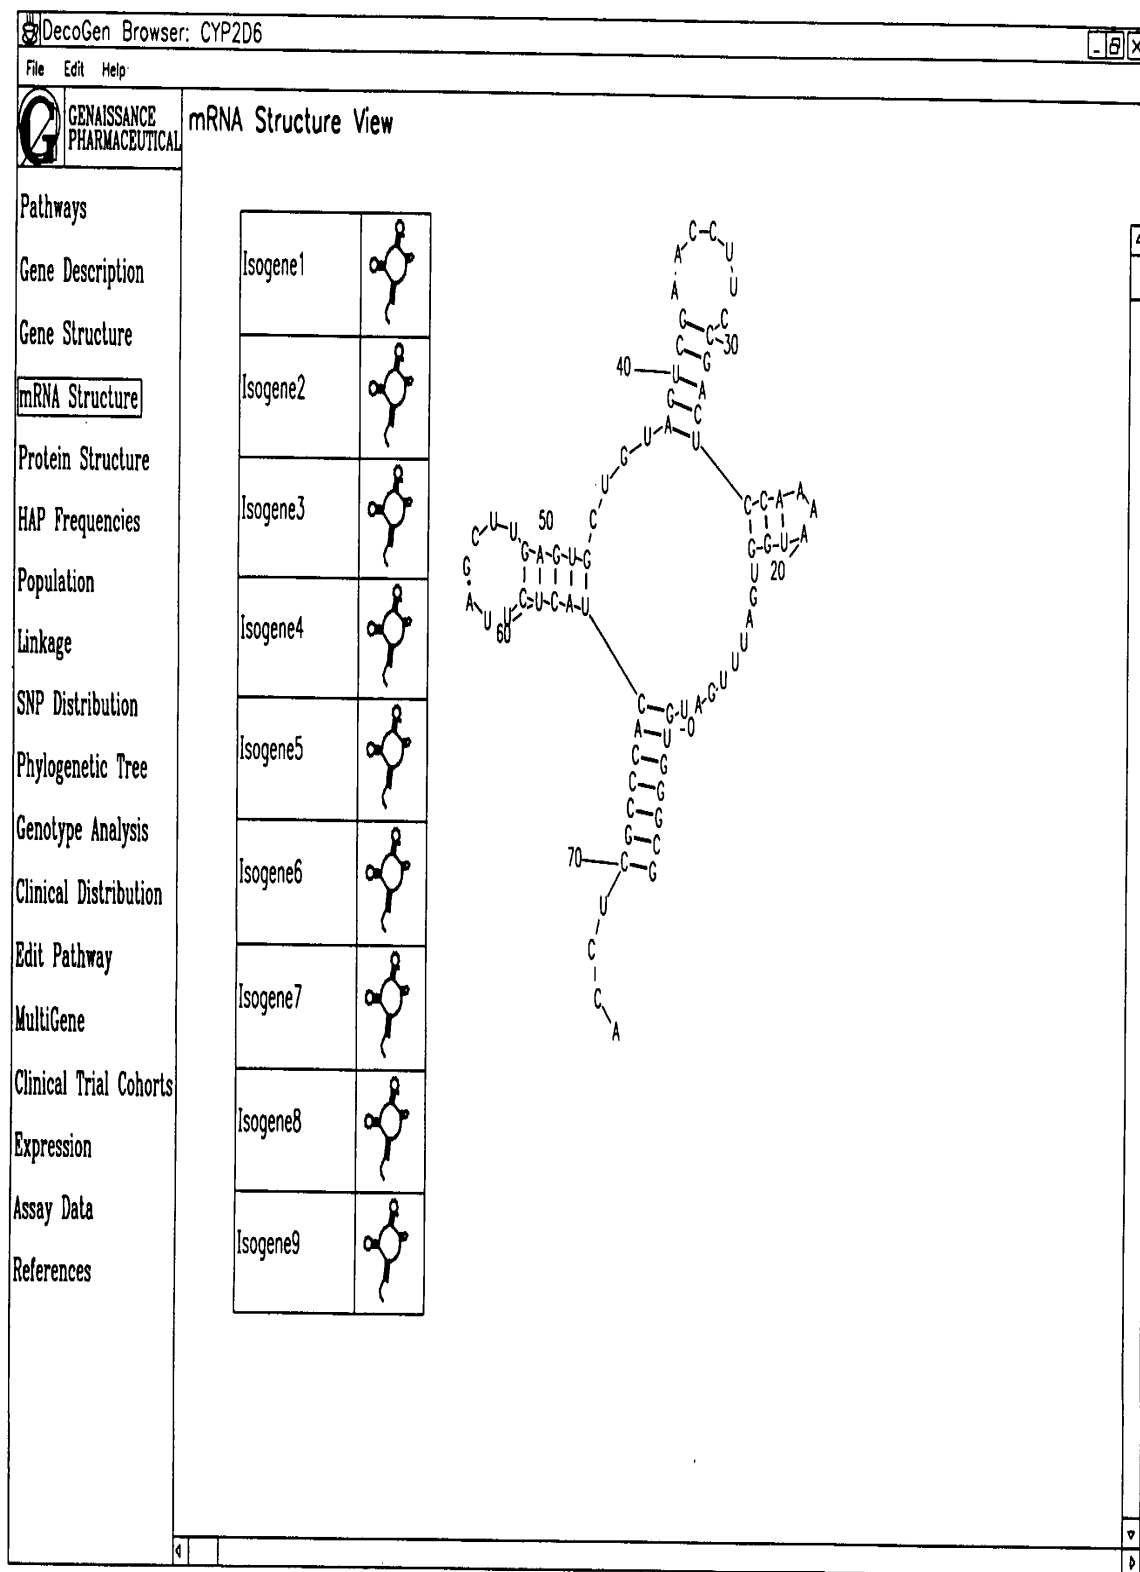 DecoGen Browser: CYP2D6
File Edit Help
G
GENAISSANCE
PHARMACEUTICAL
mRNA Structure View
Pathways
Gene Description
Gene Structure
mRNA Structure
Protein Structure
HAP Frequencies
Population
Linkage
SNP Distribution
Phylogenetic Tree
Genotype Analysis
Clinical Distribution
Edit Pathway
MultiGene
Clinical Trial Cohorts
Expression
Assay Data
References
Isogene1
Isogene2
Isogene3
Isogene4
Isogene5
Isogene6
Isogene7
Isogene8
Isogene9
A A C C U U C
30
40
50
20
60
70
U C C A